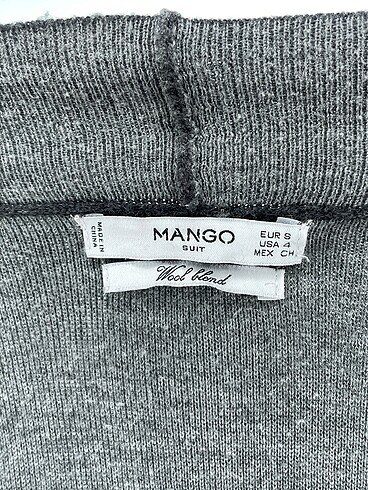 MADE IN
CHINA
MANGO
SUIT
EUR S
USA 4
MEX CH
Wool blend